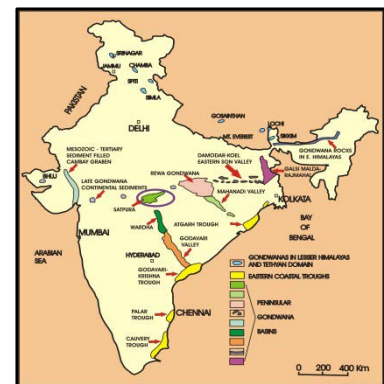 SRINAGAR
JAMMU
CHAMBA
SPITI
SIMLA
PAKISTAN
DELHI
GOSAINTHAN
MT. EVEREST
LOCHI
SIKKIM
GONDWANA ROCKS
IN E. HIMALAYAS
MESOZOIC - TERTIARY
SEDIMENT FILLED
CAMBAY GRABEN
DAMODAR-KOEL
EASTERN SON VALLEY
GALSI MALDA-
RAJMAHAL
BHUJ
LATE GONDWANA
CONTINENTAL SEDIMENTS
REWA GONDWANA
MAHANADI VALLEY
KOLKATA
SATPURA
ATGARH TROUGH
BAY
OF
BENGAL
MUMBAI
WARDHA
GODAVARI
VALLEY
ARABIAN
SEA
HYDERABAD
GODAVARI-
KRISHNA
TROUGH
PALAR
TROUGH
CHENNAI
CAUVERY
TROUGH
GONDWANAS IN LESSER HIMALAYAS
AND TETHYAN DOMAIN
EASTERN COASTAL TROUGHS
PENINSULAR
GONDWANA
BASINS
0 200 400 Km